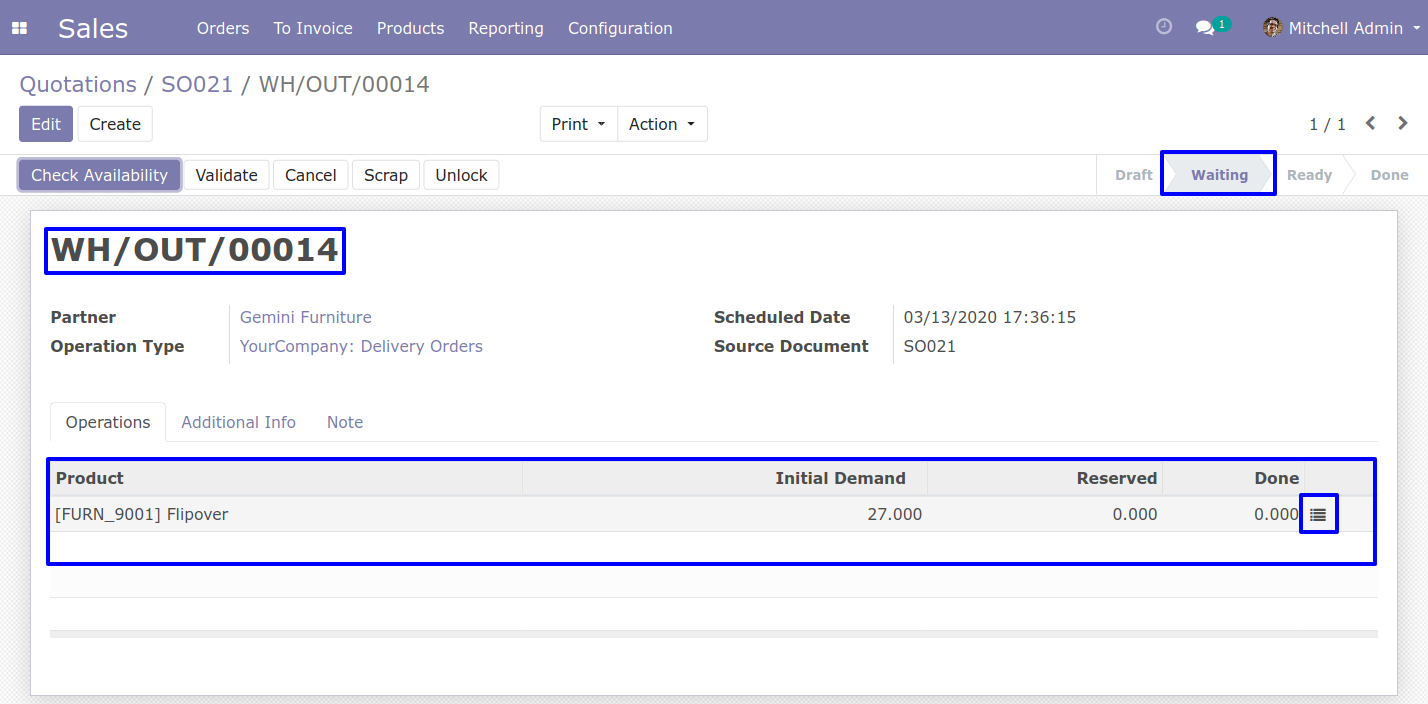 Sales Orders To Invoice Products Reporting Configuration 1 Mitchell Admin
Quotations / SO021 / WH/OUT/00014
Edit Create Print Action 1 / 1
Check Availability Validate Cancel Scrap Unlock Draft Waiting Ready Done
WH/OUT/00014
Partner Gemini Furniture Scheduled Date 03/13/2020 17:36:15
Operation Type YourCompany: Delivery Orders Source Document SO021
Operations Additional Info Note
Product Initial Demand Reserved Done
[FURN_9001] Flipover 27.000 0.000 0.000